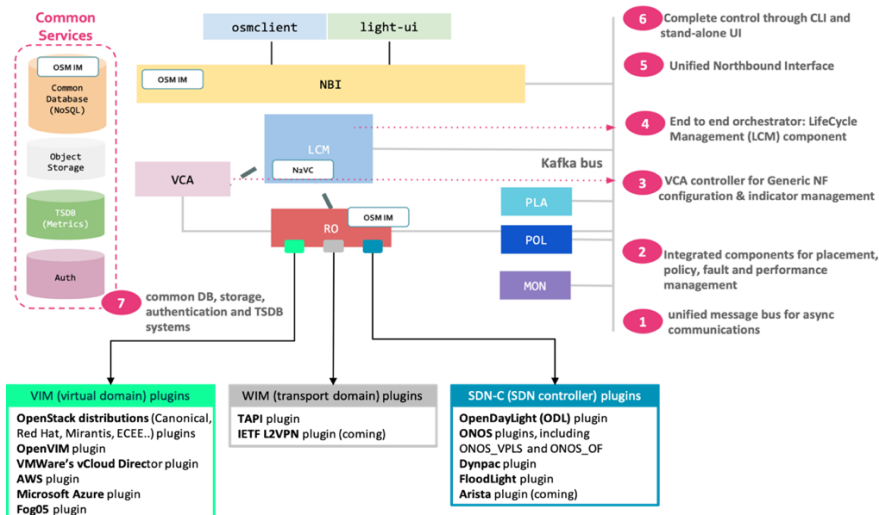 Common
Services
OSM IM
Common
Database
(NoSQL)
Object
Storage
TSDB
(Metrics)
Auth
7
common DB, storage,
authentication and TSDB
systems
osmclient
light-ui
OSM IM
NBI
LCM
N2VC
VCA
OSM IM
RO
Kafka bus
PLA
POL
MON
6
Complete control through CLI and
stand-alone UI
5
Unified Northbound Interface
4
End to end orchestrator: LifeCycle
Management (LCM) component
3
VCA controller for Generic NF
configuration & indicator management
2
Integrated components for placement,
policy, fault and performance
management
1
unified message bus for async
communications
VIM (virtual domain) plugins
OpenStack distributions (Canonical,
Red Hat, Mirantis, ECEE..) plugins
OpenVIM plugin
VMWare's vCloud Director plugin
AWS plugin
Microsoft Azure plugin
Fog05 plugin
WIM (transport domain) plugins
TAPI plugin
IETF L2VPN plugin (coming)
SDN-C (SDN controller) plugins
OpenDayLight (ODL) plugin
ONOS plugins, including
ONOS_VPLS and ONOS_OF
Dynpac plugin
FloodLight plugin
Arista plugin (coming)